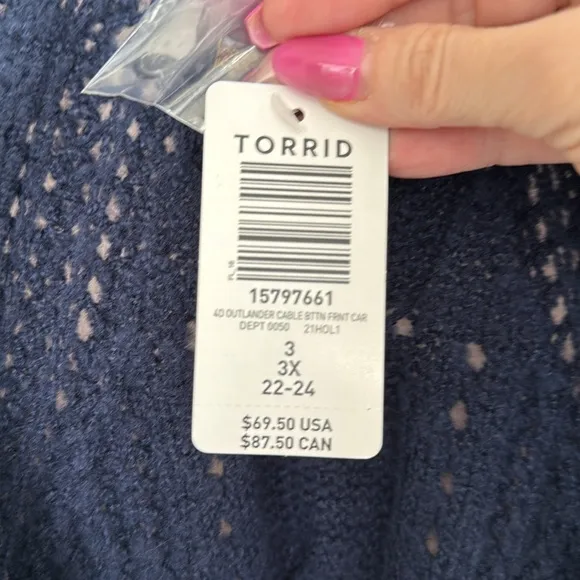 TORRID
FL_18
15797661
4D OUTLANDER CABLE BTTN FRNT CAR
DEPT 0050 21HOL1
3
3X
22-24
$69.50 USA
$87.50 CAN